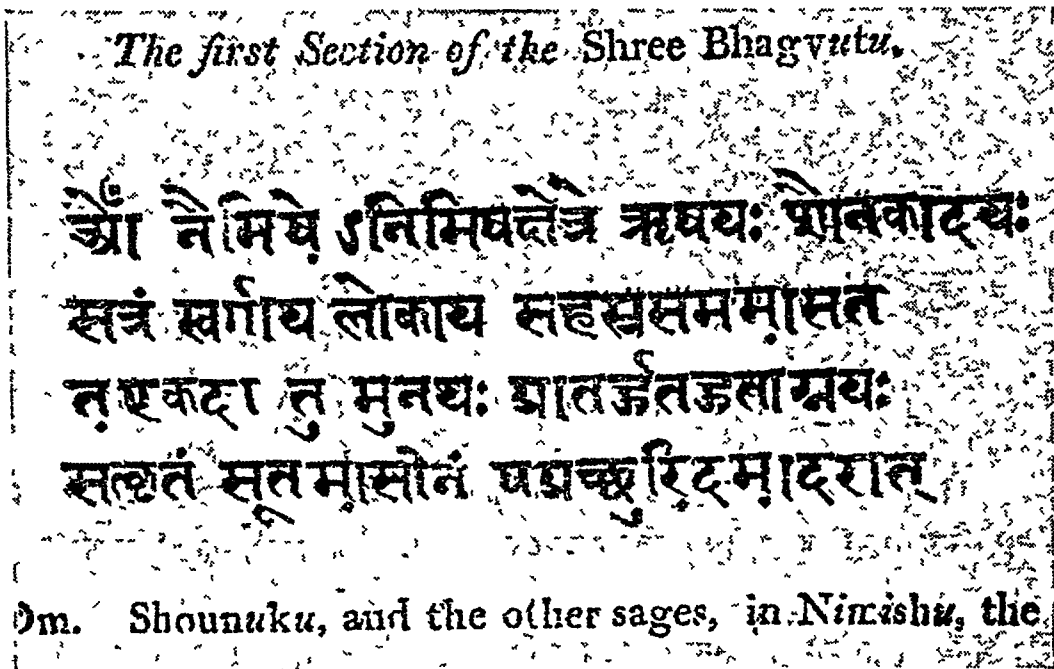 The first Section of the Shree Bhagvutu.
ओँ नैमिषे ऽनिमिषक्षेत्रे ऋषयः शौनकादयः
सत्रं स्वर्गाय लोकाय सहस्रसममासत
त एकदा तु मुनयः प्रातर्हुतहुताग्नयः
सत्कृतं सूतमासीनं पप्रच्छुरिदमादरात्
Om. Shounuku, and the other sages, in Nimishu, the